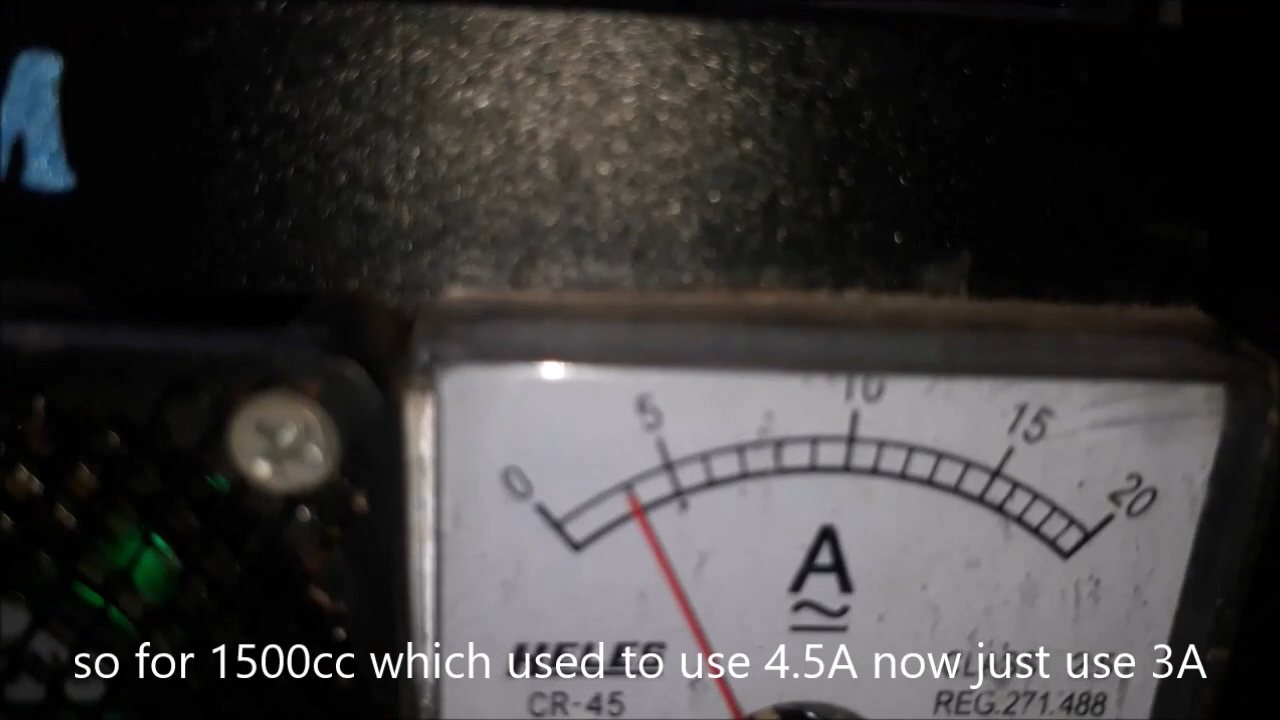 0
5
10
15
20
A
so for 1500cc which used to use 4.5A now just use 3A
CR-45
REG.271.488